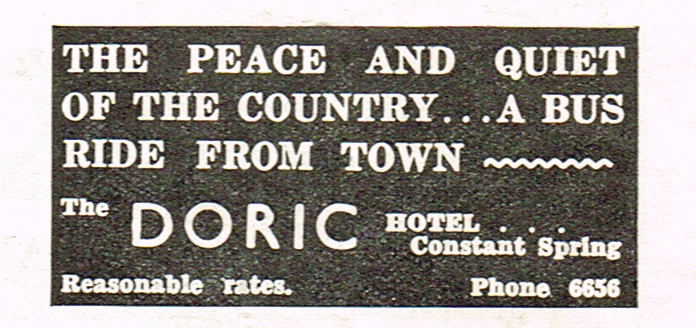 THE PEACE AND QUIET
OF THE COUNTRY...A BUS
RIDE FROM TOWN
The DORIC HOTEL . . .
Constant Spring
Reasonable rates. Phone 6656